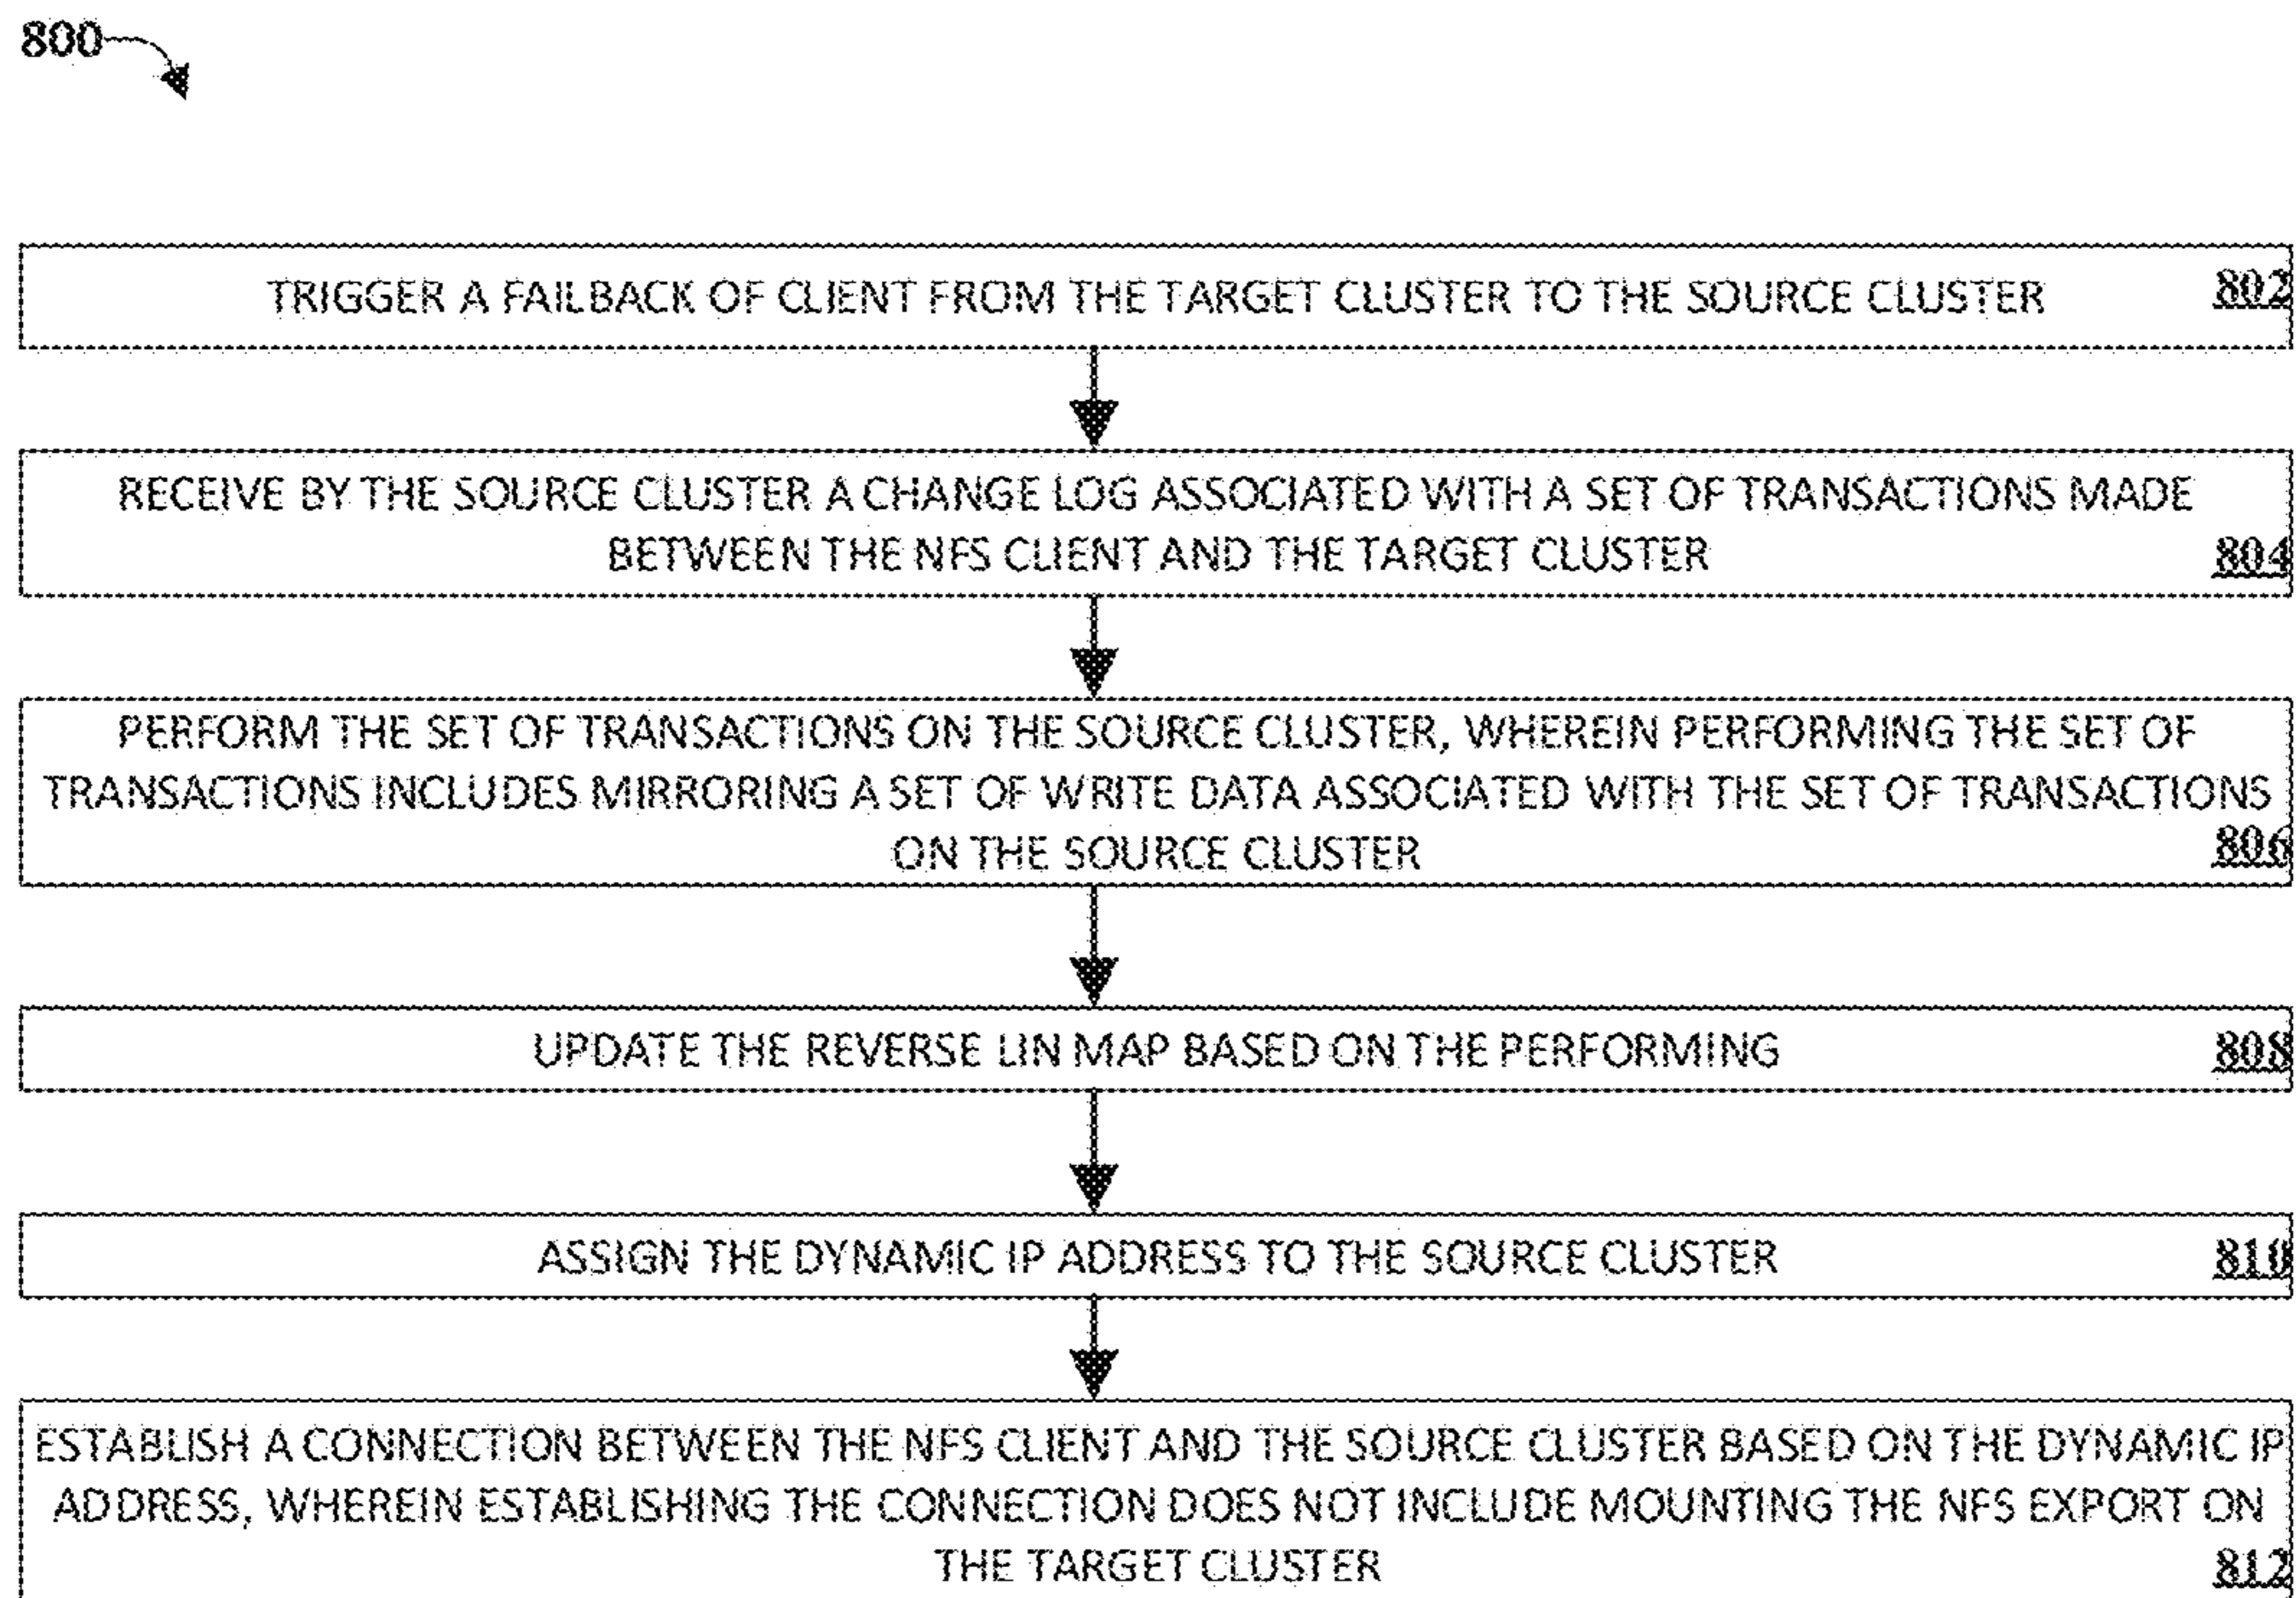 800
TRIGGER A FAILBACK OF CLIENT FROM THE TARGET CLUSTER TO THE SOURCE CLUSTER 802
RECEIVE BY THE SOURCE CLUSTER A CHANGE LOG ASSOCIATED WITH A SET OF TRANSACTIONS MADE
BETWEEN THE NFS CLIENT AND THE TARGET CLUSTER 804
PERFORM THE SET OF TRANSACTIONS ON THE SOURCE CLUSTER, WHEREIN PERFORMING THE SET OF
TRANSACTIONS INCLUDES MIRRORING A SET OF WRITE DATA ASSOCIATED WITH THE SET OF TRANSACTIONS
ON THE SOURCE CLUSTER 806
UPDATE THE REVERSE LIN MAP BASED ON THE PERFORMING 808
ASSIGN THE DYNAMIC IP ADDRESS TO THE SOURCE CLUSTER 810
ESTABLISH A CONNECTION BETWEEN THE NFS CLIENT AND THE SOURCE CLUSTER BASED ON THE DYNAMIC IP
ADDRESS, WHEREIN ESTABLISHING THE CONNECTION DOES NOT INCLUDE MOUNTING THE NFS EXPORT ON
THE TARGET CLUSTER 812